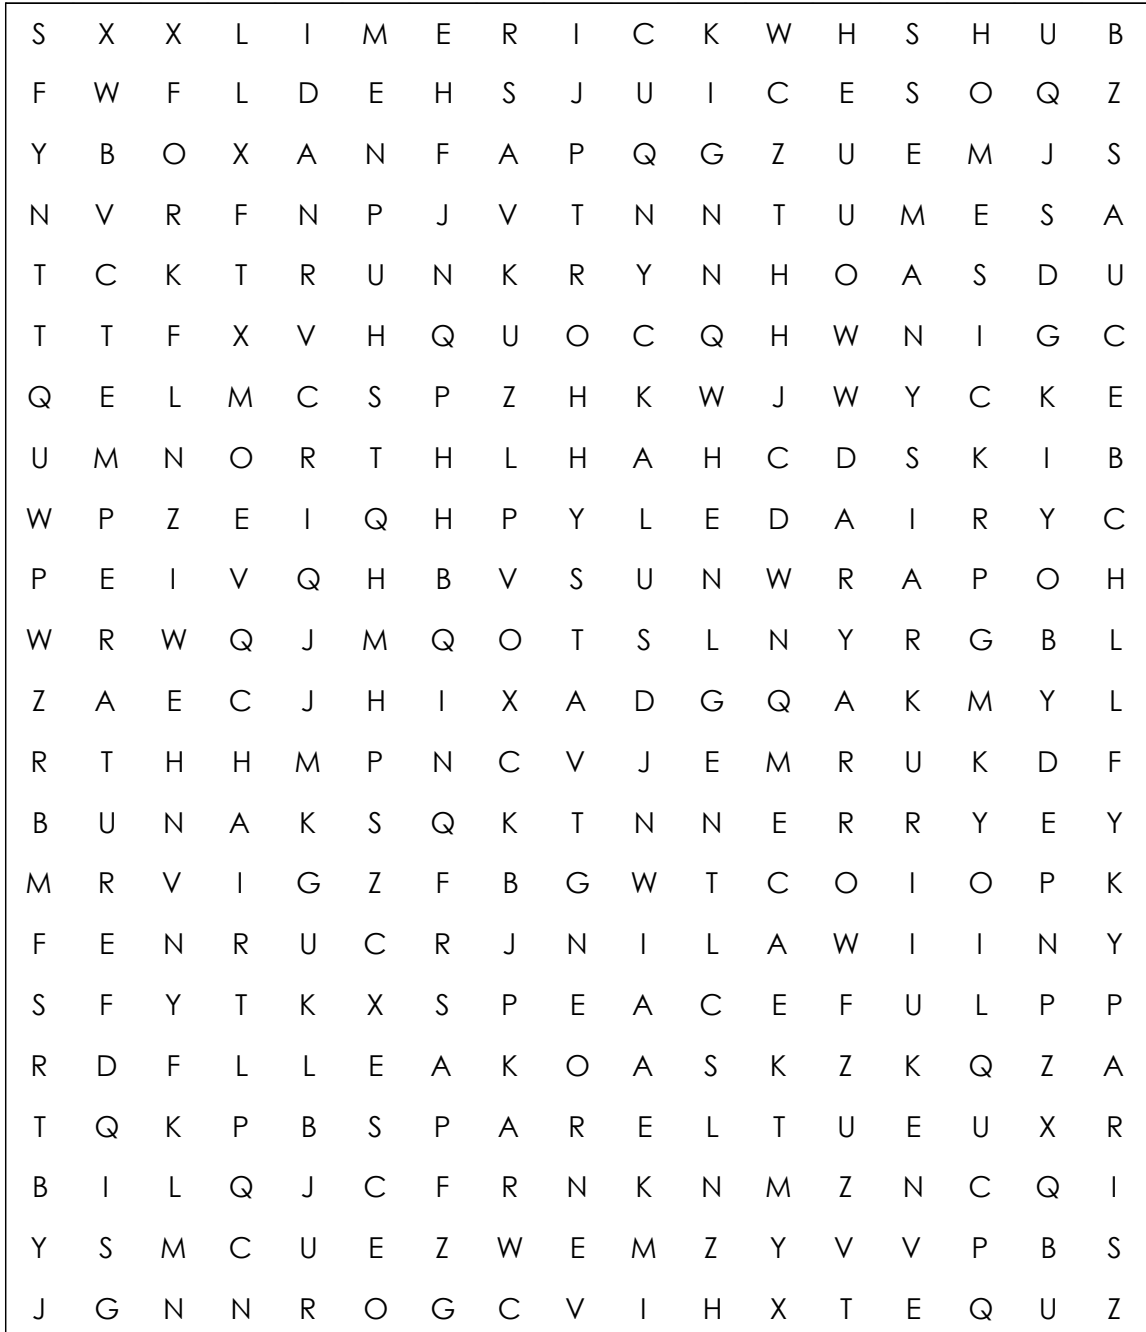 S X X L I M E R I C K W H S H U B
F W F L D E H S J U I C E S O Q Z
Y B O X A N F A P Q G Z U E M J S
N V R F N P J V T N N T U M E S A
T C K T R U N K R Y N H O A S D U
T T F X V H Q U O C Q H W N I G C
Q E L M C S P Z H K W J W Y C K E
U M N O R T H L H A H C D S K I B
W P Z E I Q H P Y L E D A I R Y C
P E I V Q H B V S U N W R A P O H
W R W Q J M Q O T S L N Y R G B L
Z A E C J H I X A D G Q A K M Y L
R T H H M P N C V J E M R U K D F
B U N A K S Q K T N N E R R Y E Y
M R V I G Z F B G W T C O I O P K
F E N R U C R J N I L A W I I N Y
S F Y T K X S P E A C E F U L P P
R D F L L E A K O A S K Z K Q Z A
T Q K P B S P A R E L T U E U X R
B I L Q J C F R N K N M Z N C Q I
Y S M C U E Z W E M Z Y V V P B S
J G N N R O G C V I H X T E Q U Z